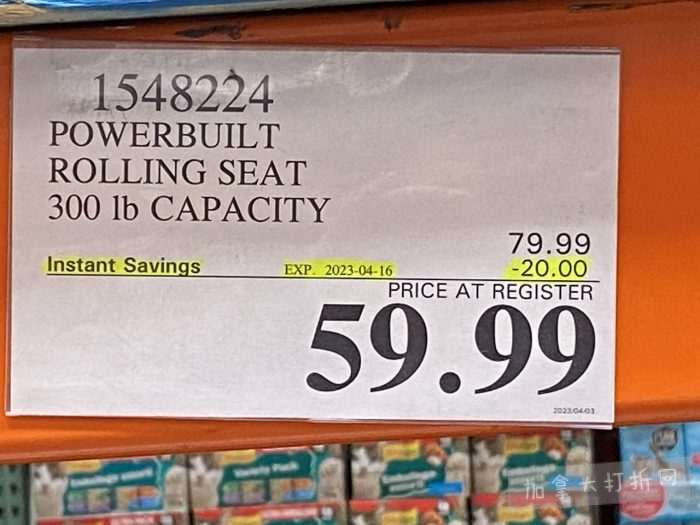 1548224
POWERBUILT
ROLLING SEAT
300 lb CAPACITY
79.99
Instant Savings EXP. 2023-04-16 -20.00
PRICE AT REGISTER
59.99
2023/04/03
Variety Pack
加拿大打折网